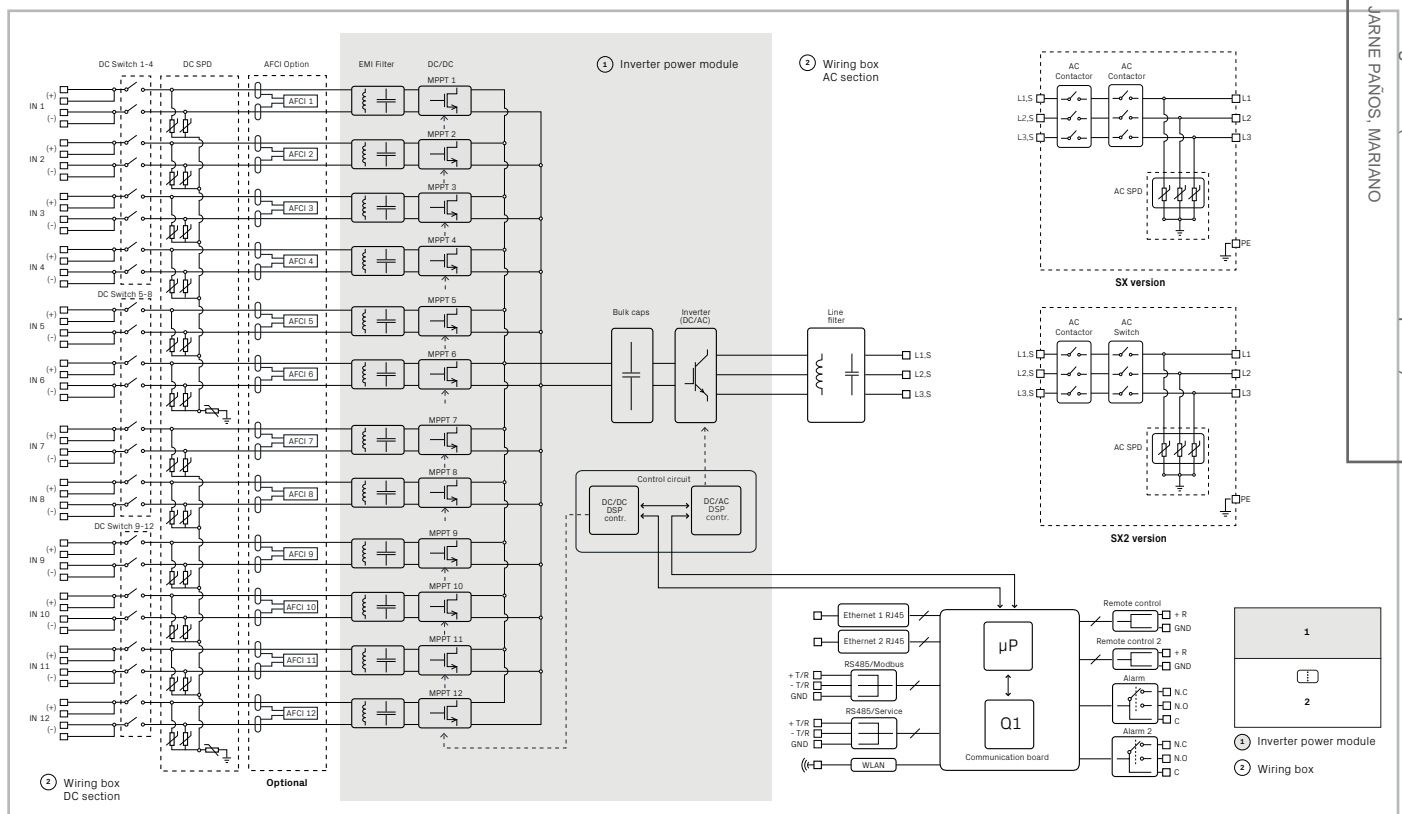 JARNE PAÑOS, MARIANO
DC Switch 1-4
DC SPD
AFCI Option
EMI Filter
DC/DC
1 Inverter power module
2 Wiring box
AC section
MPPT 1
(+)
IN 1
(-)
AFCI 1
MPPT 2
(+)
IN 2
(-)
AFCI 2
MPPT 3
(+)
IN 3
(-)
AFCI 3
MPPT 4
(+)
IN 4
(-)
AFCI 4
DC Switch 5-8
MPPT 5
(+)
IN 5
(-)
AFCI 5
MPPT 6
(+)
IN 6
(-)
AFCI 6
MPPT 7
(+)
IN 7
(-)
AFCI 7
MPPT 8
(+)
IN 8
(-)
AFCI 8
DC Switch 9-12
MPPT 9
(+)
IN 9
(-)
AFCI 9
MPPT 10
(+)
IN 10
(-)
AFCI 10
MPPT 11
(+)
IN 11
(-)
AFCI 11
MPPT 12
(+)
IN 12
(-)
AFCI 12
2 Wiring box
DC section
Optional
Bulk caps
Inverter
(DC/AC)
Line
filter
L1,S
L2,S
L3,S
Control circuit
DC/DC
DSP
contr.
DC/AC
DSP
contr.
AC
Contactor
AC
Contactor
L1,S
L2,S
L3,S
L1
L2
L3
AC SPD
PE
SX version
AC
Contactor
AC
Switch
L1,S
L2,S
L3,S
L1
L2
L3
AC SPD
PE
SX2 version
Ethernet 1 RJ45
Ethernet 2 RJ45
RS485/Modbus
+ T/R
- T/R
GND
RS485/Service
+ T/R
- T/R
GND
WLAN
µP
Q1
Communication board
Remote control
+ R
GND
Remote control 2
+ R
GND
Alarm
N.C
N.O
C
Alarm 2
N.C
N.O
C
1
2
1 Inverter power module
2 Wiring box